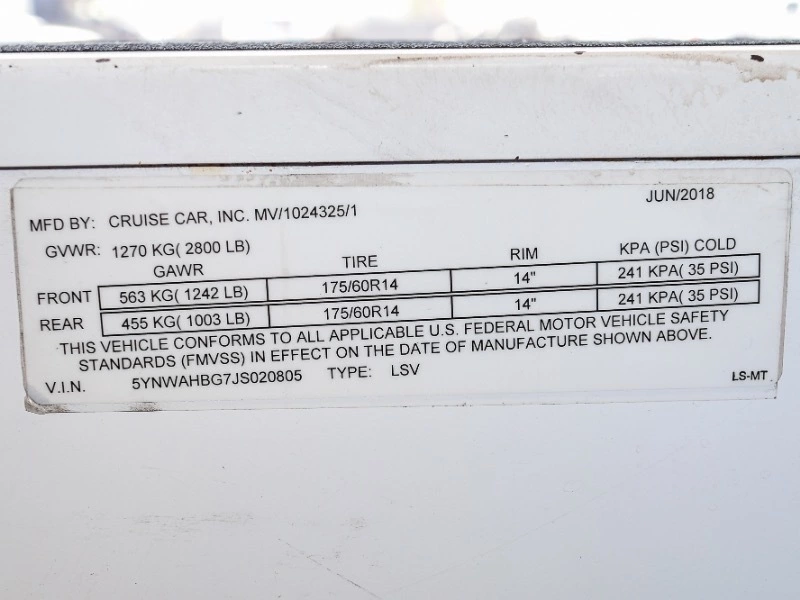 JUN/2018
MFD BY: CRUISE CAR, INC. MV/1024325/1
GVWR: 1270 KG( 2800 LB)
GAWR TIRE RIM KPA (PSI) COLD
FRONT 563 KG( 1242 LB) 175/60R14 14" 241 KPA( 35 PSI)
REAR 455 KG( 1003 LB) 175/60R14 14" 241 KPA( 35 PSI)
THIS VEHICLE CONFORMS TO ALL APPLICABLE U.S. FEDERAL MOTOR VEHICLE SAFETY
STANDARDS (FMVSS) IN EFFECT ON THE DATE OF MANUFACTURE SHOWN ABOVE.
V.I.N. 5YNWAHBG7JS020805 TYPE: LSV LS-MT